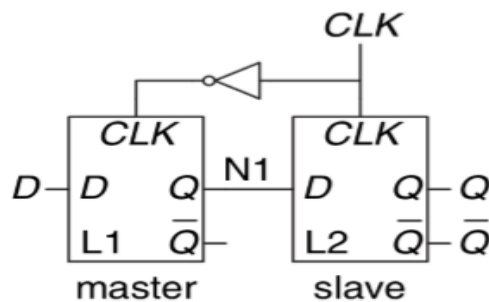 CLK
CLK CLK
D D Q N1 D Q Q
L1 Q̅ L2 Q̅ Q̅
master slave